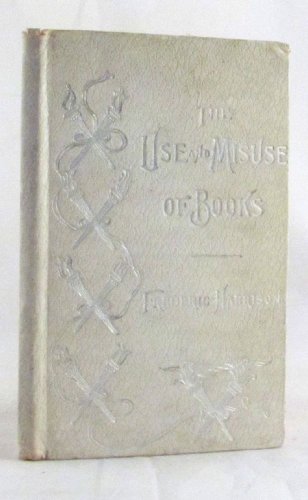 THE
USE AND MISUSE
OF BOOKS
FREDERIC HARRISON